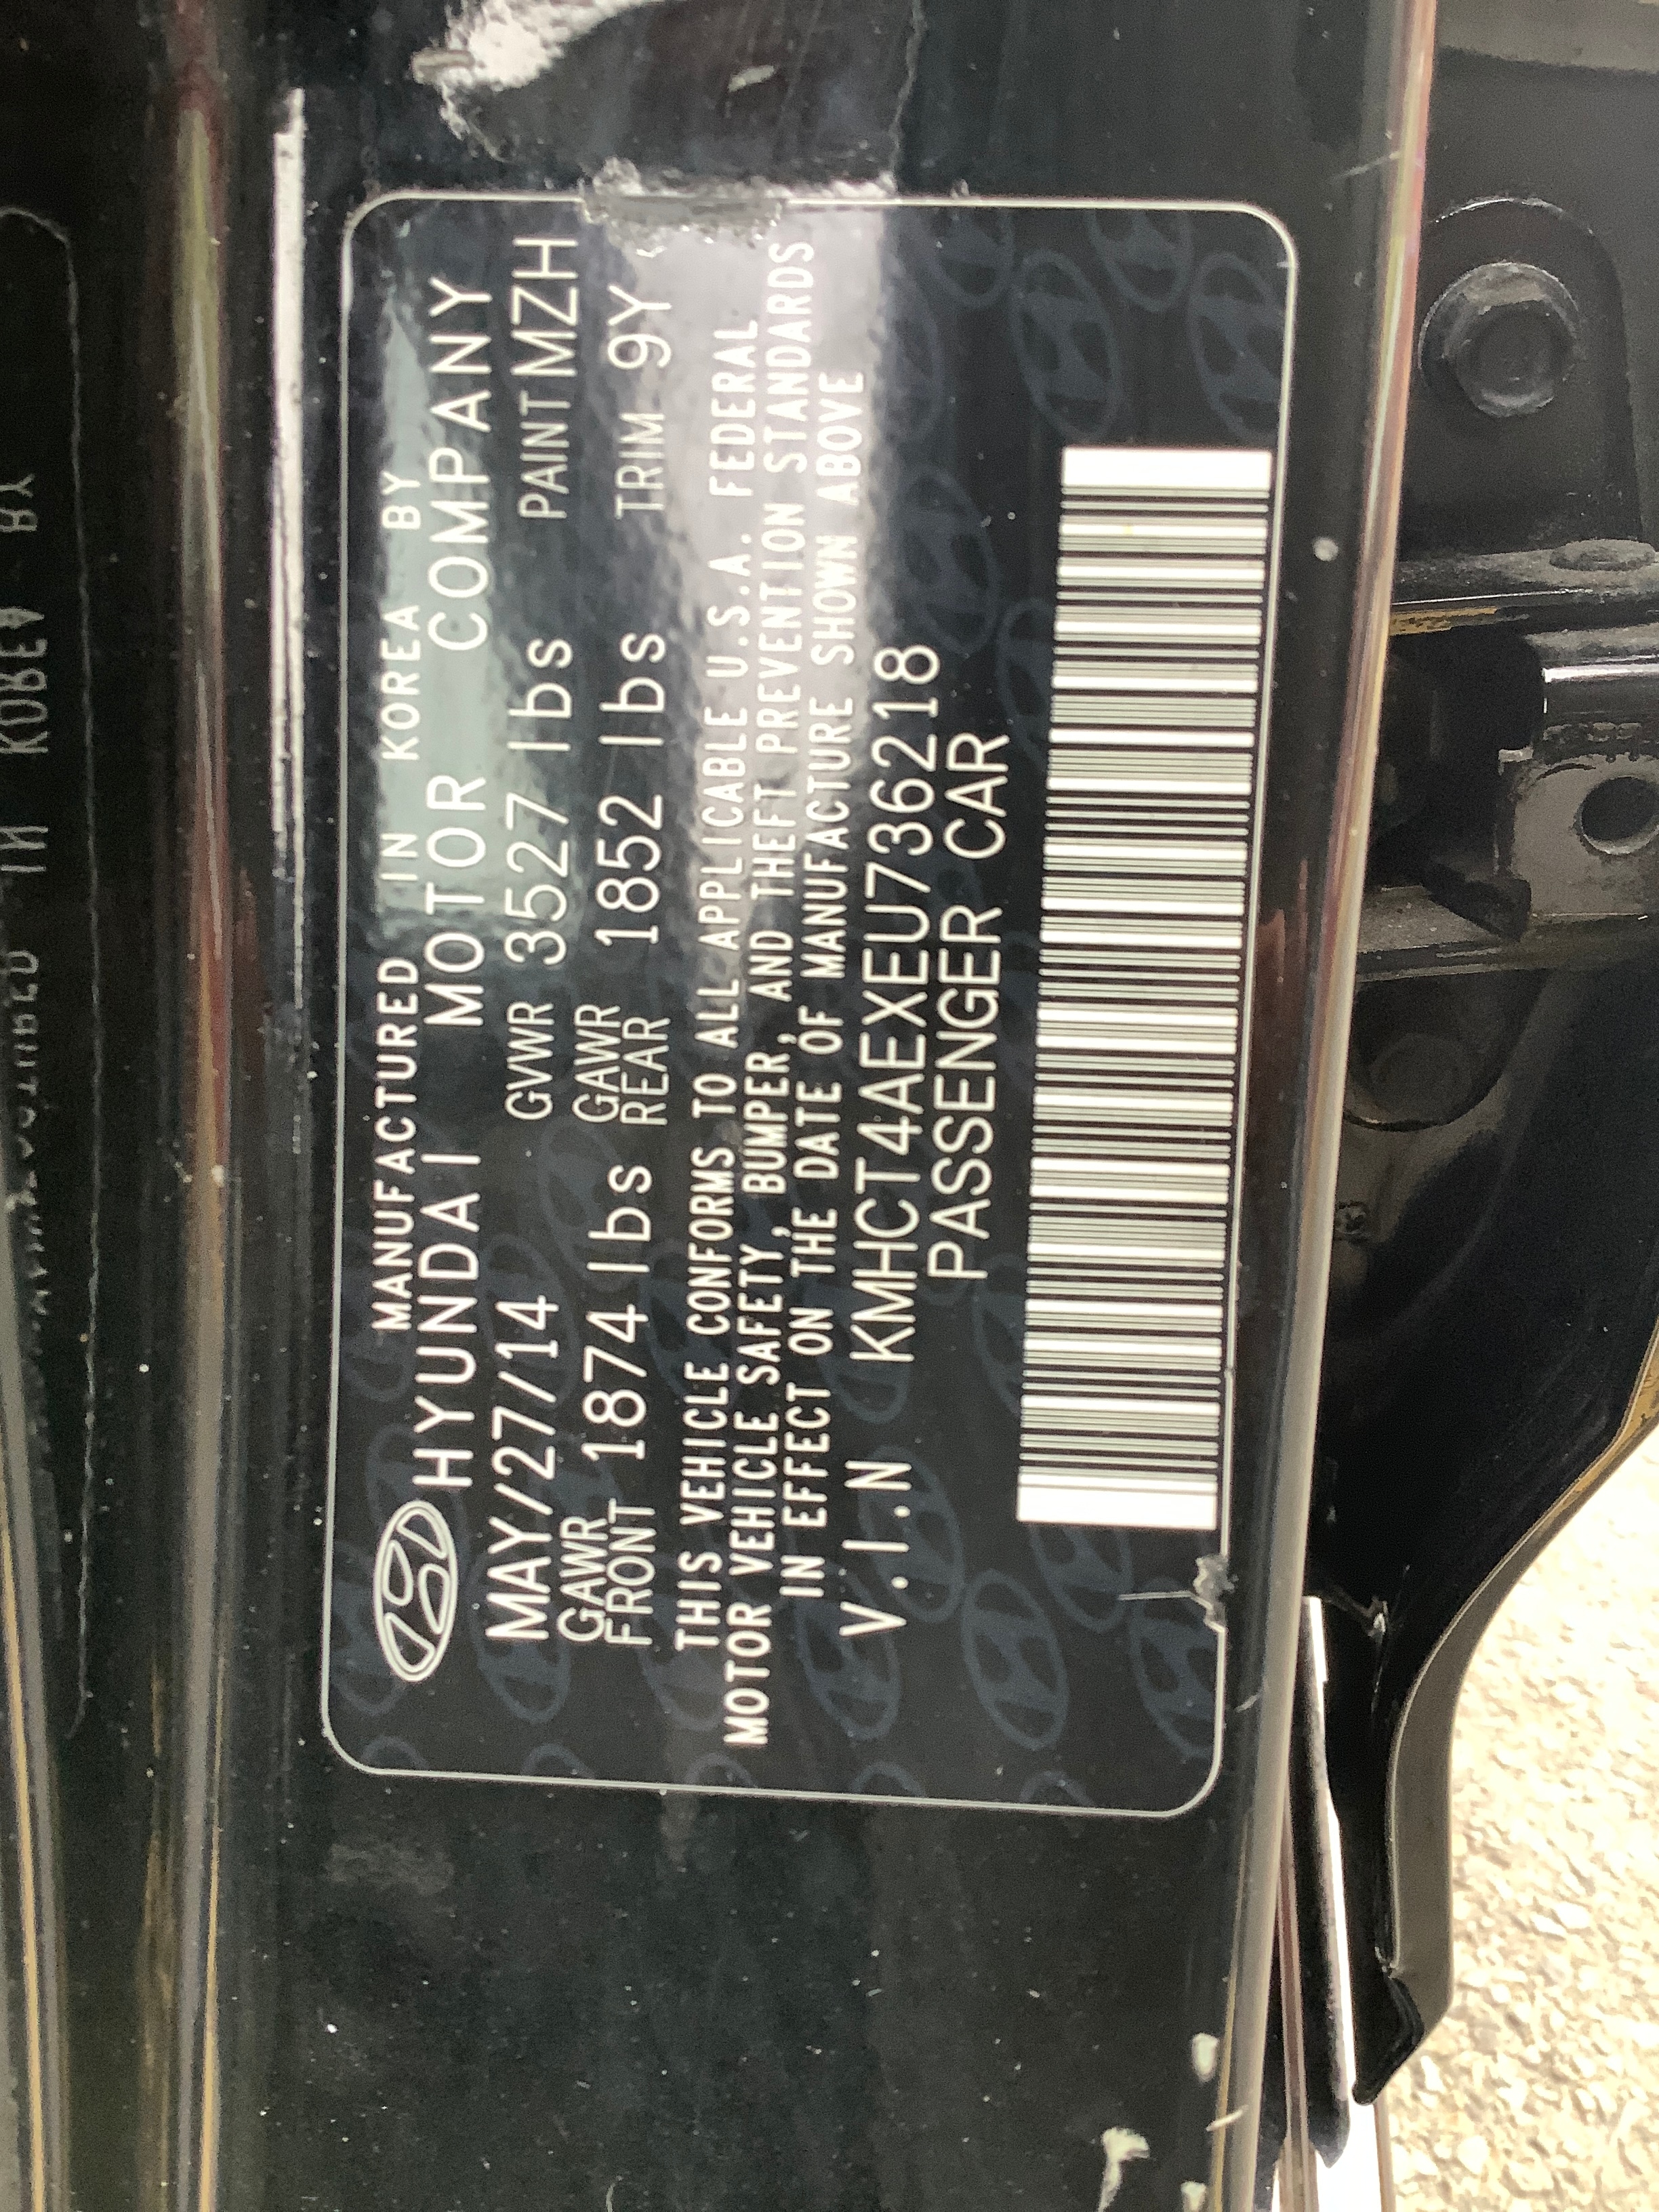 MANUFACTURED IN KOREA BY
HYUNDAI MOTOR COMPANY
MAY/27/14 GVWR 3527 lbs PAINT MZH
GAWR FRONT 1874 lbs GAWR REAR 1852 lbs TRIM 9Y
THIS VEHICLE CONFORMS TO ALL APPLICABLE U.S.A. FEDERAL
MOTOR VEHICLE SAFETY, BUMPER, AND THEFT PREVENTION STANDARDS
IN EFFECT ON THE DATE OF MANUFACTURE SHOWN ABOVE
V.I.N KMHCT4AEXEU736218
PASSENGER CAR